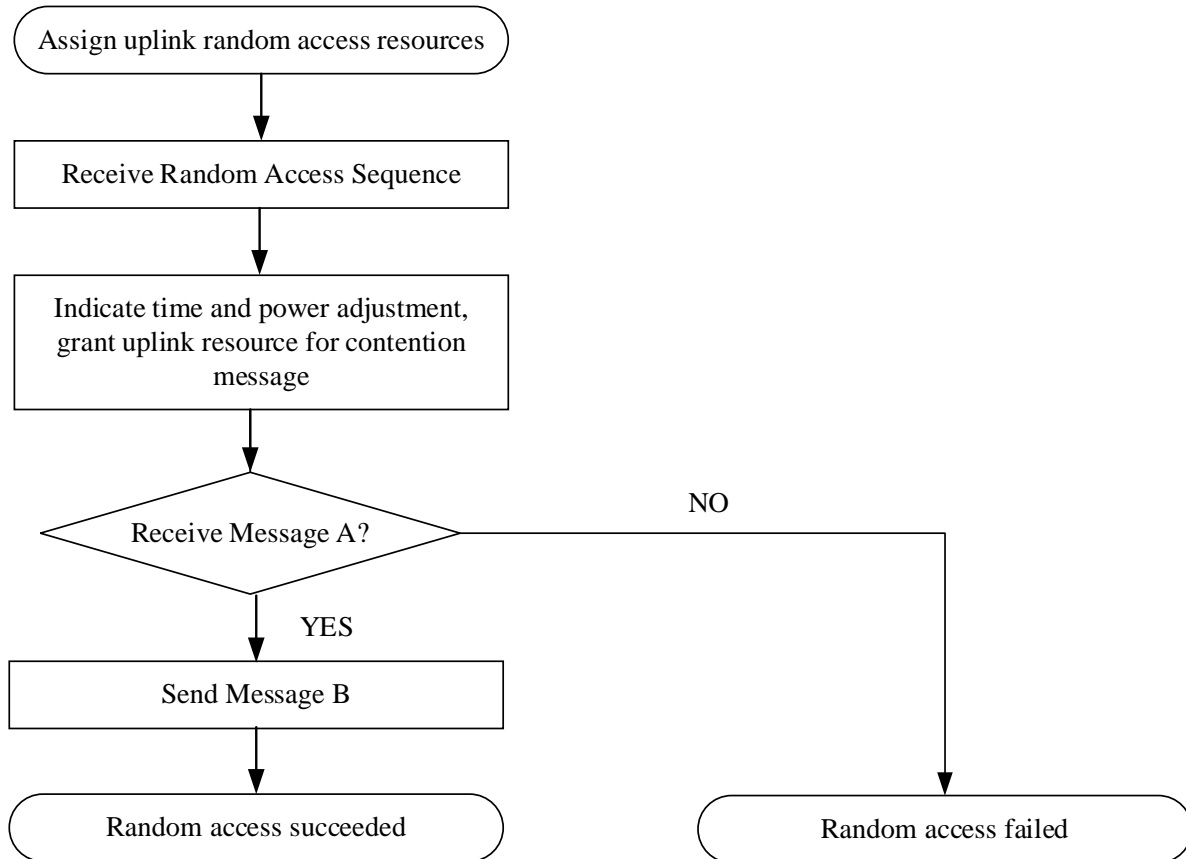 Assign uplink random access resources
Receive Random Access Sequence
Indicate time and power adjustment,
grant uplink resource for contention
message
Receive Message A?
NO
YES
Send Message B
Random access succeeded
Random access failed